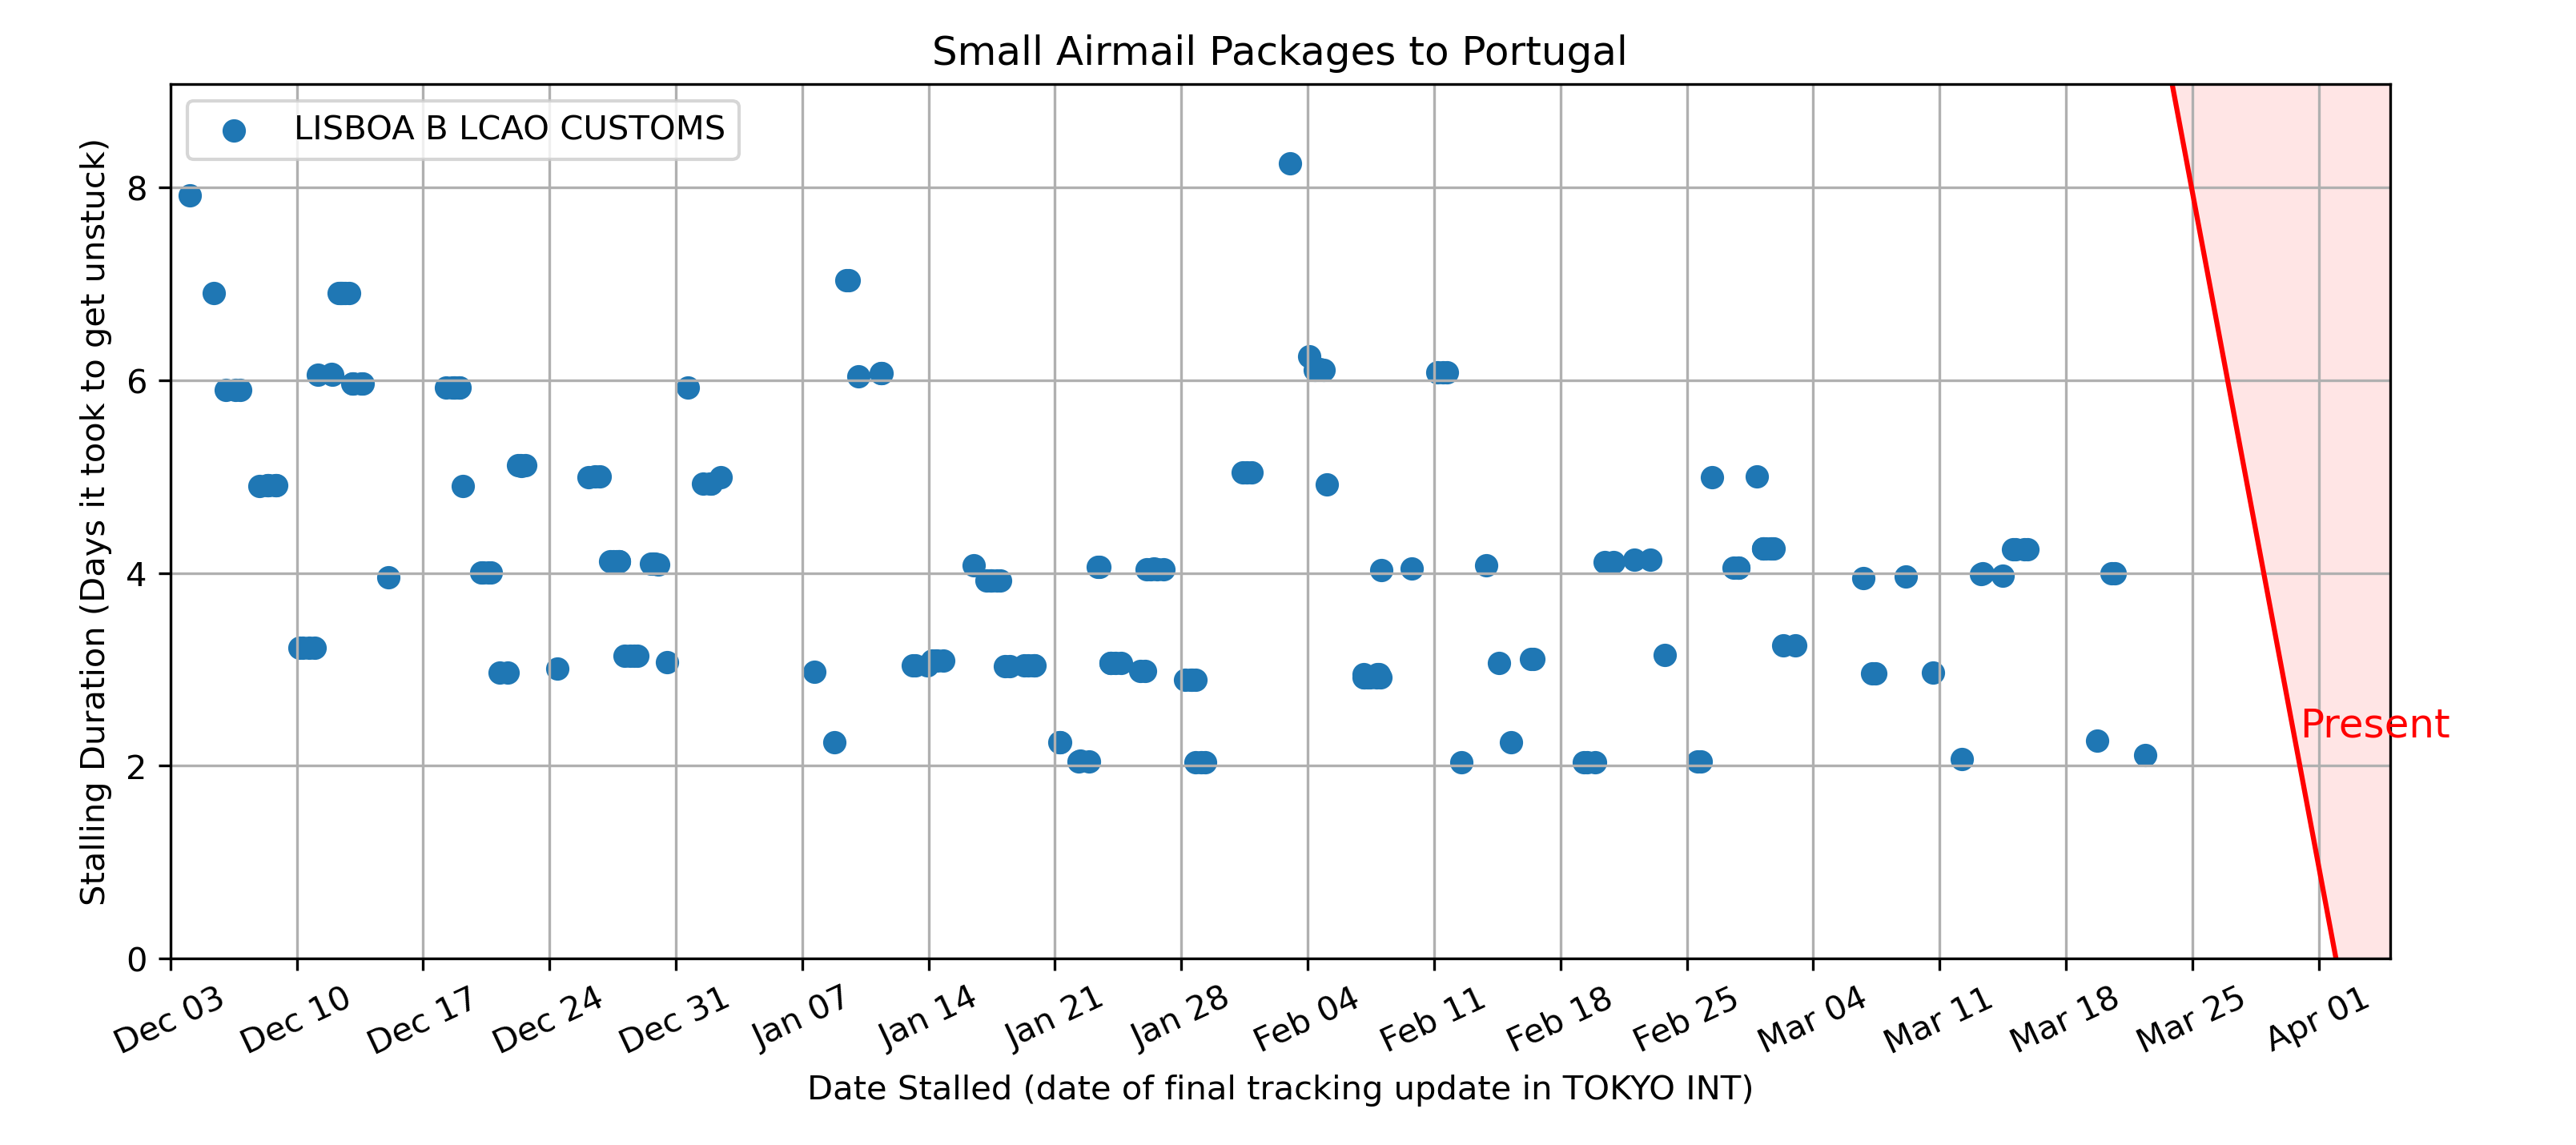 Small Airmail Packages to Portugal
LISBOA B LCAO CUSTOMS
Stalling Duration (Days it took to get unstuck)
8
6
4
2
0
Present
Dec 03
Dec 10
Dec 17
Dec 24
Dec 31
Jan 07
Jan 14
Jan 21
Jan 28
Feb 04
Feb 11
Feb 18
Feb 25
Mar 04
Mar 11
Mar 18
Mar 25
Apr 01
Date Stalled (date of final tracking update in TOKYO INT)